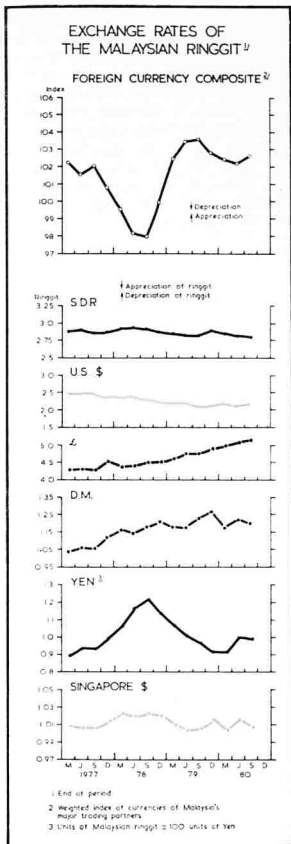 EXCHANGE RATES OF
THE MALAYSIAN RINGGIT 1/
FOREIGN CURRENCY COMPOSITE 2/
Index
106
105
104
103
102
101
100
99
98
97
Depreciation
Appreciation
Appreciation of ringgit
Depreciation of ringgit
Ringgit
3.25
3.0
2.75
2.5
SDR
3.0
2.5
2.0
1.5
U.S $
5.0
4.5
4.0
£
1.35
1.25
1.15
1.05
0.95
D.M.
1.3
1.2
1.1
1.0
0.9
0.8
YEN 3
1.05
1.03
1.01
0.99
0.97
SINGAPORE $
M J S D M J S D M J S D M J S D
1977 78 79 80
1 End of period
2 Weighted index of currencies of Malaysia's
major trading partners
3 Units of Malaysian ringgit = 100 units of Yen